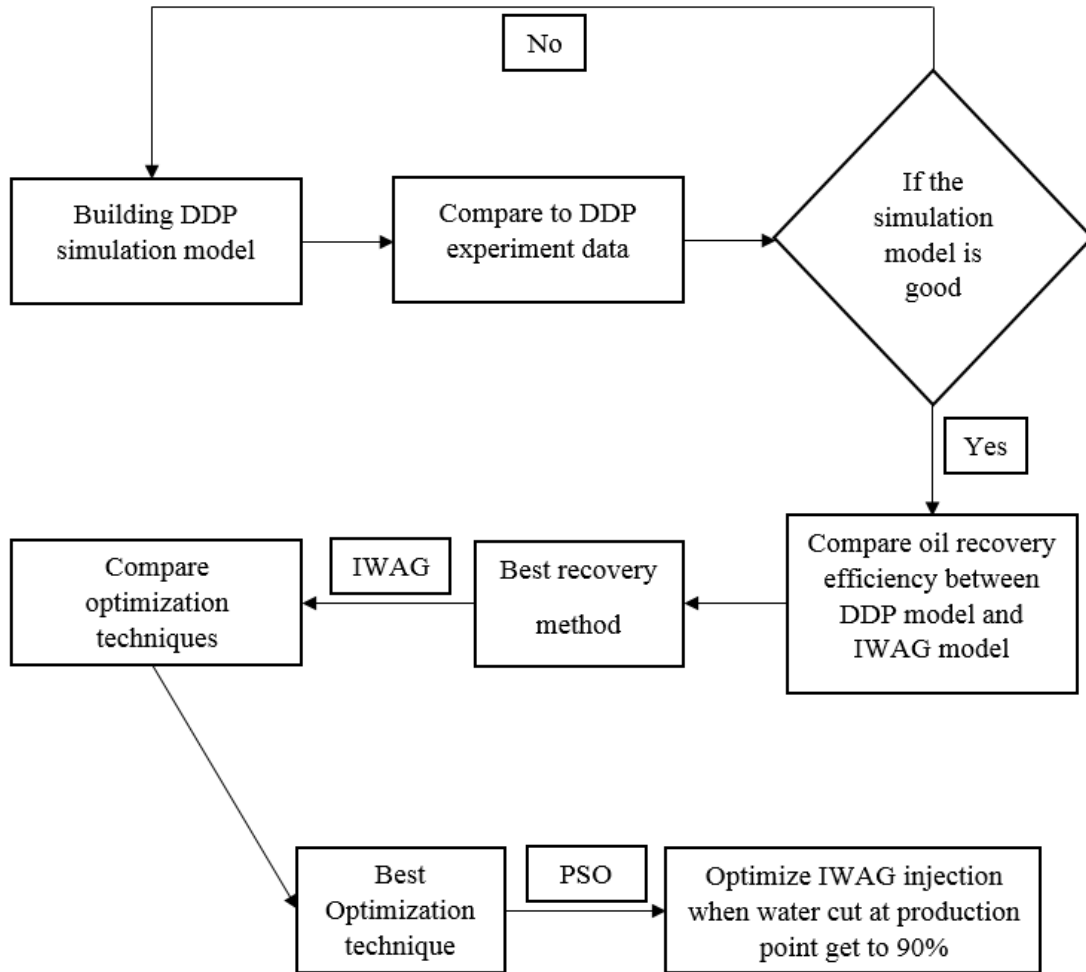 No
Building DDP
simulation model
Compare to DDP
experiment data
If the
simulation
model is
good
Yes
Compare oil recovery
efficiency between
DDP model and
IWAG model
Best recovery
method
IWAG
Compare
optimization
techniques
Best
Optimization
technique
PSO
Optimize IWAG injection
when water cut at production
point get to 90%